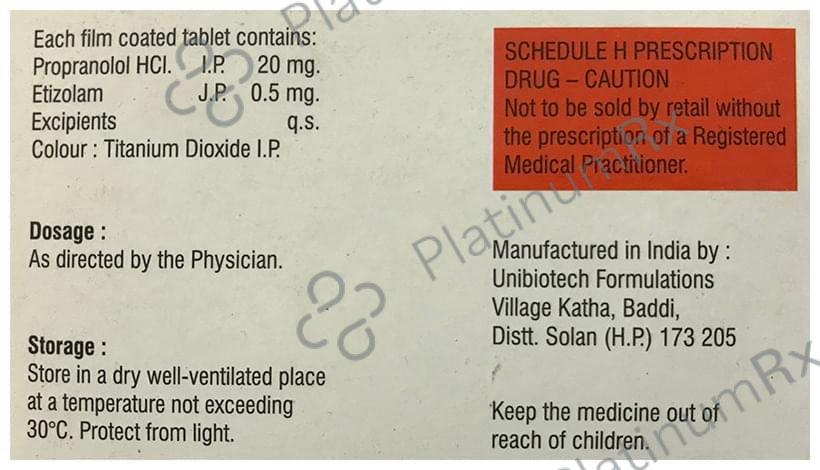 Each film coated tablet contains:
Propranolol HCl. I.P. 20 mg.
Etizolam J.P. 0.5 mg.
Excipients q.s.
Colour : Titanium Dioxide I.P.
Dosage :
As directed by the Physician.
Storage :
Store in a dry well-ventilated place
at a temperature not exceeding
30°C. Protect from light.
SCHEDULE H PRESCRIPTION
DRUG – CAUTION
Not to be sold by retail without
the prescription of a Registered
Medical Practitioner.
Manufactured in India by :
Unibiotech Formulations
Village Katha, Baddi,
Distt. Solan (H.P.) 173 205
Keep the medicine out of
reach of children.
PlatinumRx
PlatinumRx
PlatinumRx